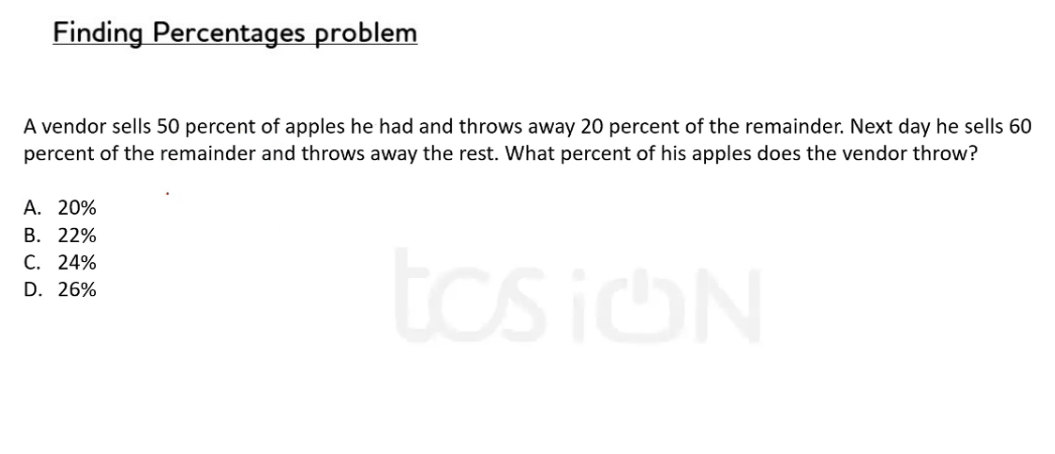 Finding Percentages problem
A vendor sells 50 percent of apples he had and throws away 20 percent of the remainder. Next day he sells 60
percent of the remainder and throws away the rest. What percent of his apples does the vendor throw?
A. 20%
B. 22%
C. 24%
D. 26%
tcs iON